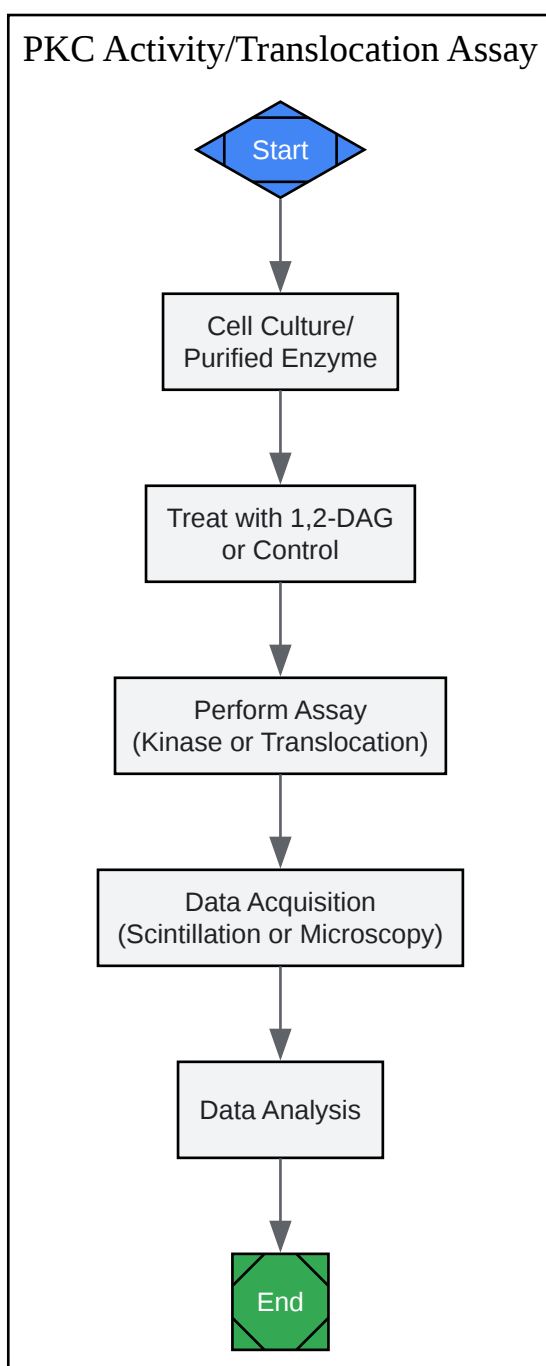 PKC Activity/Translocation Assay
Start
Cell Culture/
Purified Enzyme
Treat with 1,2-DAG
or Control
Perform Assay
(Kinase or Translocation)
Data Acquisition
(Scintillation or Microscopy)
Data Analysis
End